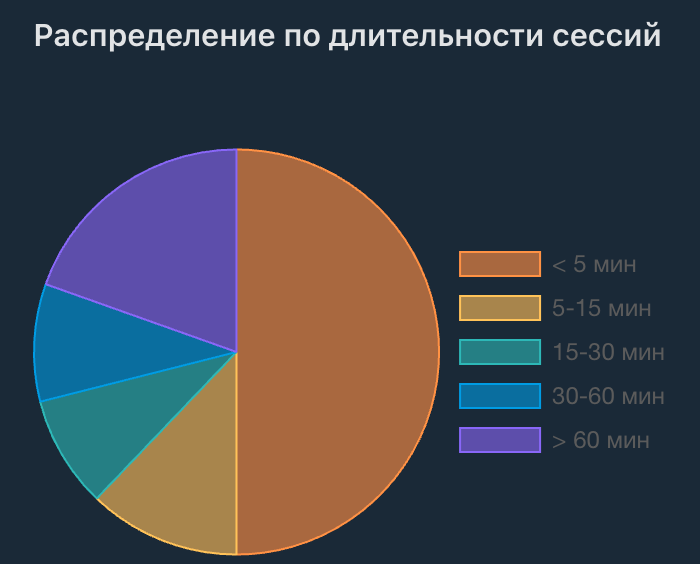 Распределение по длительности сессий
< 5 мин
5-15 мин
15-30 мин
30-60 мин
> 60 мин